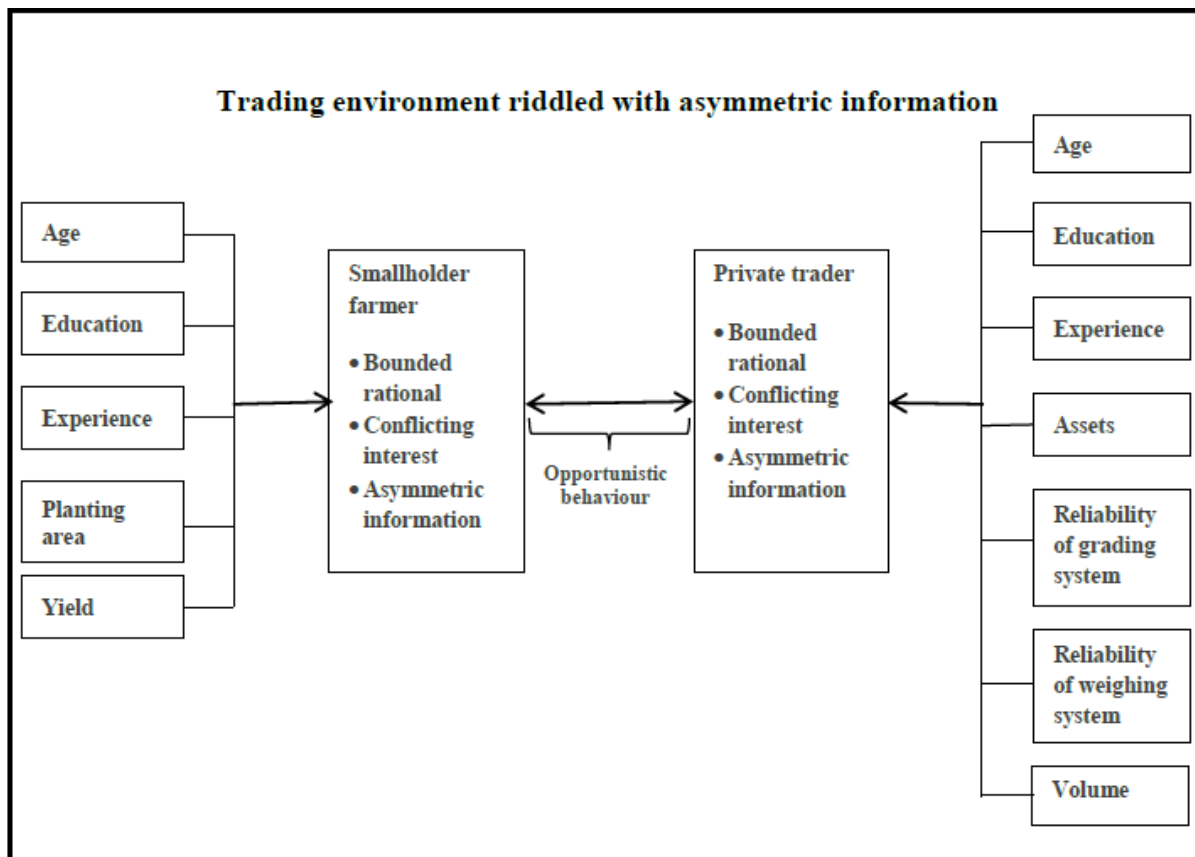 Trading environment riddled with asymmetric information
Age
Education
Experience
Planting
area
Yield
Smallholder
farmer
• Bounded
rational
• Conflicting
interest
• Asymmetric
information
Opportunistic
behaviour
Private trader
• Bounded
rational
• Conflicting
interest
• Asymmetric
information
Age
Education
Experience
Assets
Reliability
of grading
system
Reliability
of weighing
system
Volume